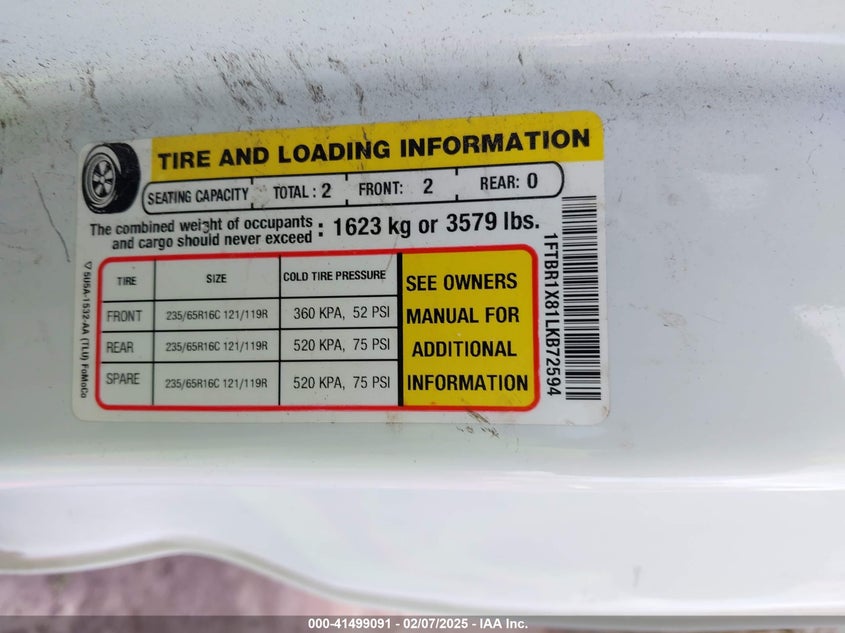 TIRE AND LOADING INFORMATION
SEATING CAPACITY TOTAL : 2 FRONT: 2 REAR: 0
The combined weight of occupants
and cargo should never exceed : 1623 kg or 3579 lbs.
TIRE SIZE COLD TIRE PRESSURE
FRONT 235/65R16C 121/119R 360 KPA, 52 PSI
REAR 235/65R16C 121/119R 520 KPA, 75 PSI
SPARE 235/65R16C 121/119R 520 KPA, 75 PSI
SEE OWNERS
MANUAL FOR
ADDITIONAL
INFORMATION
1FTBR1X81LKB72594
5U5A-1532-AA (TLU) FoMoCo
000-41499091 - 02/07/2025 - IAA Inc.